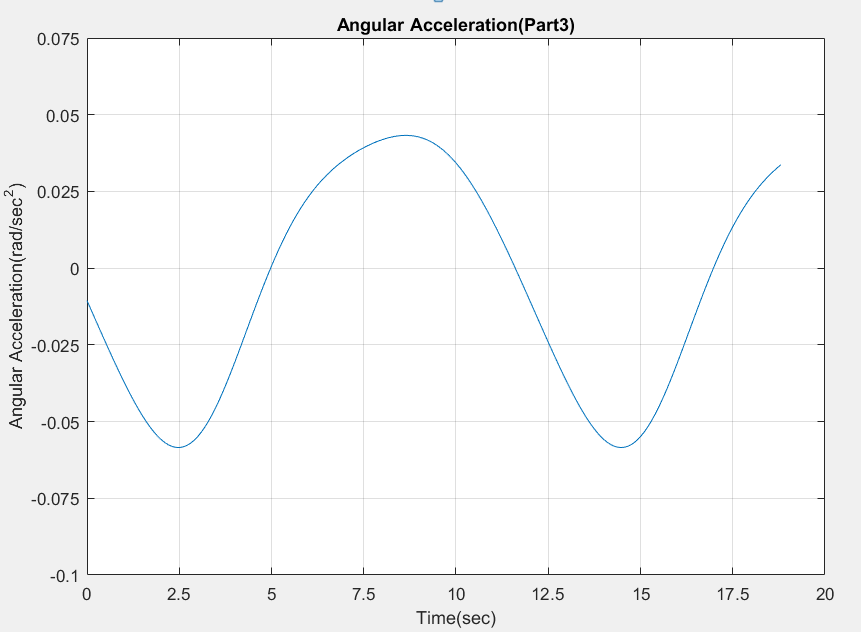 Angular Acceleration(Part3)
0.075
0.05
0.025
0
-0.025
-0.05
-0.075
-0.1
Angular Acceleration(rad/sec²)
0 2.5 5 7.5 10 12.5 15 17.5 20
Time(sec)